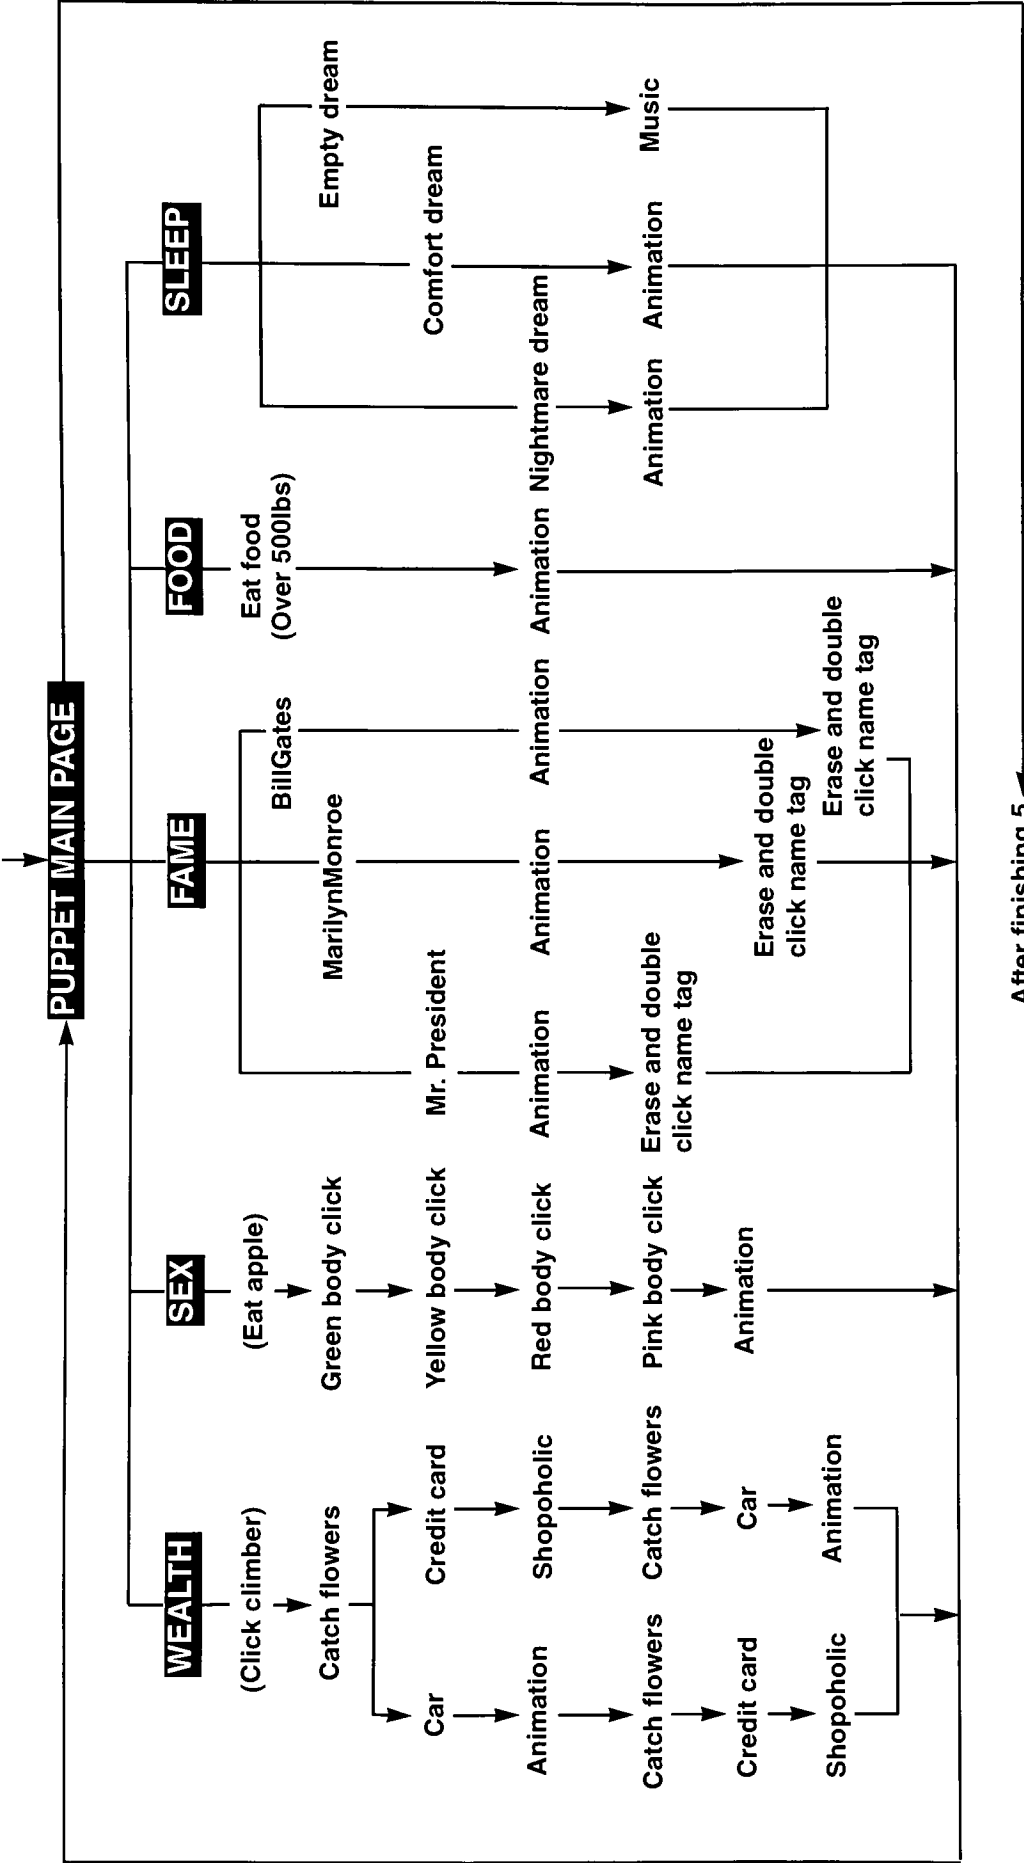 PUPPET MAIN PAGE
WEALTH
(Click climber)
Catch flowers
Car
Animation
Catch flowers
Credit card
Shopoholic
Credit card
Shopoholic
Catch flowers
Car
Animation
SEX
(Eat apple)
Green body click
Yellow body click
Red body click
Pink body click
Animation
FAME
Mr. President
Animation
Erase and double
click name tag
MarilynMonroe
Animation
Erase and double
click name tag
BillGates
Animation
Erase and double
click name tag
FOOD
Eat food
(Over 500lbs)
Animation
SLEEP
Nightmare dream
Animation
Comfort dream
Animation
Empty dream
Music
After finishing 5